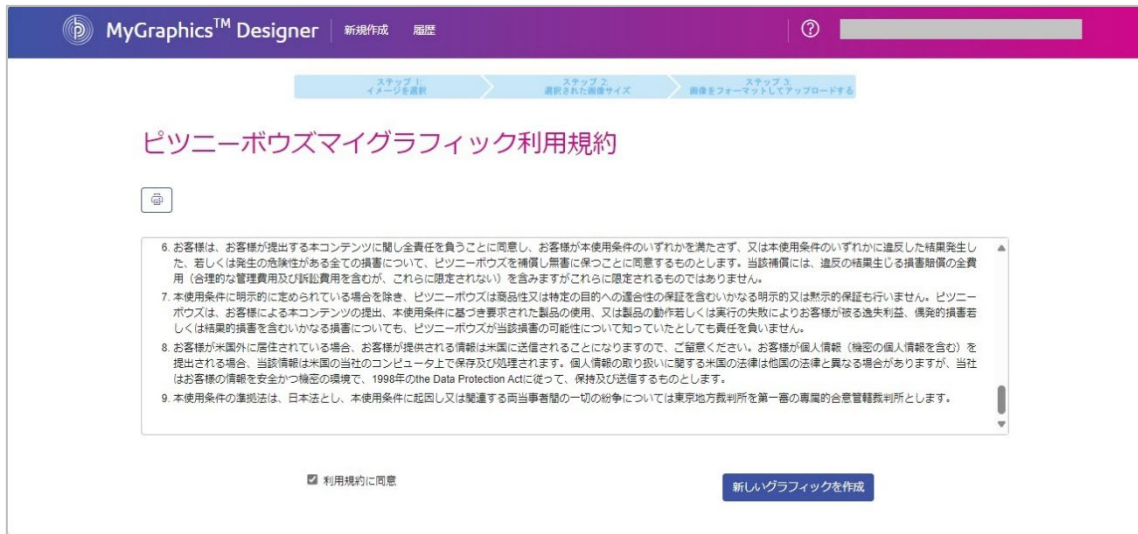 MyGraphics™ Designer 新規作成 履歴
ステップ 1:
イメージを選択
ステップ 2:
選択された画像サイズ
ステップ 3:
画像をフォーマットしてアップロードする
ピツニーボウズマイグラフィック利用規約
6. お客様は、お客様が提出する本コンテンツに関し全責任を負うことに同意し、お客様が本使用条件のいずれかを満たさず、又は本使用条件のいずれかに違反した結果発生し
た、若しくは発生の危険性がある全ての損害について、ピツニーボウズを補償し無害に保つことに同意するものとします。当該補償には、違反の結果生じる損害賠償の全費
用（合理的な管理費用及び訴訟費用を含むが、これらに限定されない）を含みますがこれらに限定されるものではありません。
7. 本使用条件に明示的に定められている場合を除き、ピツニーボウズは商品性又は特定の目的への適合性の保証を含むいかなる明示的又は黙示的保証も行いません。ピツニー
ボウズは、お客様による本コンテンツの提出、本使用条件に基づき要求された製品の使用、又は製品の動作若しくは実行の失敗によりお客様が被る逸失利益、偶発的損害若
しくは結果的損害を含むいかなる損害についても、ピツニーボウズが当該損害の可能性について知っていたとしても責任を負いません。
8. お客様が米国外に居住されている場合、お客様が提供される情報は米国に送信されることになりますので、ご留意ください。お客様が個人情報（機密の個人情報を含む）を
提出される場合、当該情報は米国の当社のコンピュータ上で保存及び処理されます。個人情報の取り扱いに関する米国の法律は他国の法律と異なる場合がありますが、当社
はお客様の情報を安全かつ機密の環境で、1998年のthe Data Protection Actに従って、保持及び送信するものとします。
9. 本使用条件の準拠法は、日本法とし、本使用条件に起因し又は関連する両当事者間の一切の紛争については東京地方裁判所を第一審の専属的合意管轄裁判所とします。
利用規約に同意
新しいグラフィックを作成